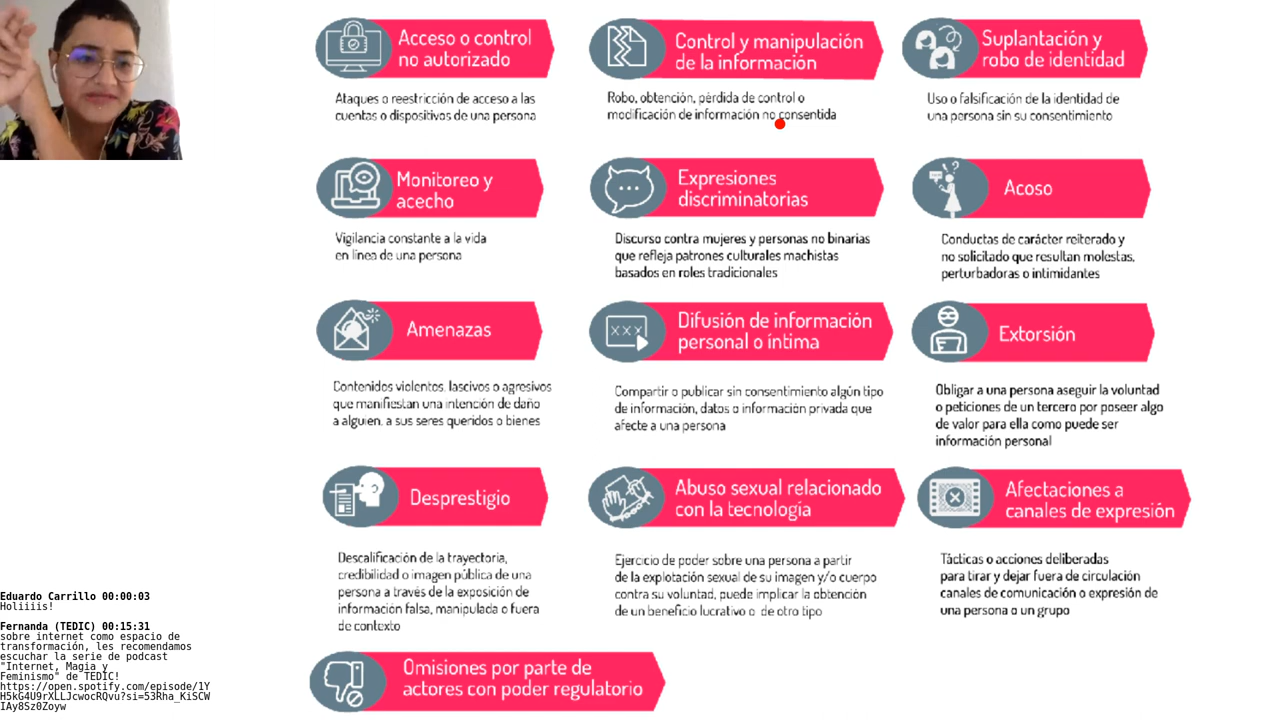 Acceso o control
no autorizado
Ataques o reestricción de acceso a las
cuentas o dispositivos de una persona
Control y manipulación
de la información
Robo, obtención, pérdida de control o
modificación de información no consentida
Suplantación y
robo de identidad
Uso o falsificación de la identidad de
una persona sin su consentimiento
Monitoreo y
acecho
Vigilancia constante a la vida
en línea de una persona
Expresiones
discriminatorias
Discurso contra mujeres y personas no binarias
que refleja patrones culturales machistas
basados en roles tradicionales
Acoso
Conductas de carácter reiterado y
no solicitado que resultan molestas,
perturbadoras o intimidantes
Amenazas
Contenidos violentos, lascivos o agresivos
que manifiestan una intención de daño
a alguien, a sus seres queridos o bienes
XXX
Difusión de información
personal o íntima
Compartir o publicar sin consentimiento algún tipo
de información, datos o información privada que
afecte a una persona
Extorsión
Obligar a una persona aseguir la voluntad
o peticiones de un tercero por poseer algo
de valor para ella como puede ser
información personal
Desprestigio
Descalificación de la trayectoria,
credibilidad o imagen pública de una
persona a través de la exposición de
información falsa, manipulada o fuera
de contexto
Abuso sexual relacionado
con la tecnología
Ejercicio de poder sobre una persona a partir
de la explotación sexual de su imagen y/o cuerpo
contra su voluntad, puede implicar la obtención
de un beneficio lucrativo o de otro tipo
Afectaciones a
canales de expresión
Tácticas o acciones deliberadas
para tirar y dejar fuera de circulación
canales de comunicación o expresión de
una persona o un grupo
Omisiones por parte de
actores con poder regulatorio
Eduardo Carrillo 00:00:03
Holiiiis!
Fernanda (TEDIC) 00:15:31
sobre internet como espacio de
transformación, les recomendamos
escuchar la serie de podcast
"Internet, Magia y
Feminismo" de TEDIC!
https://open.spotify.com/episode/1Y
H5kG4U9rXLLJcwocRQvu?si=53Rha_KiSCW
IAy8Sz0Zoyw